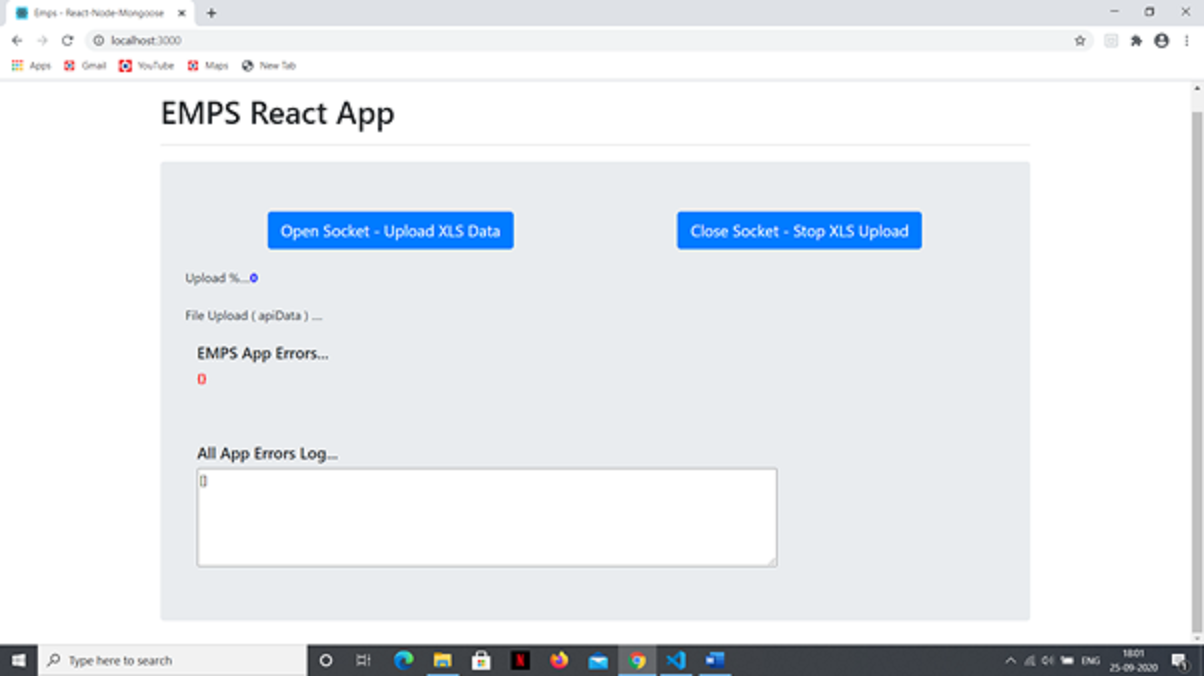 Emps - React-Node-Mongoose
localhost:3000
Apps Gmail YouTube Maps New Tab
EMPS React App
Open Socket - Upload XLS Data Close Socket - Stop XLS Upload
Upload %...0
File Upload ( apiData ) ....
EMPS App Errors...
{}
All App Errors Log...
[]
Type here to search
ENG
18:01
25-09-2020